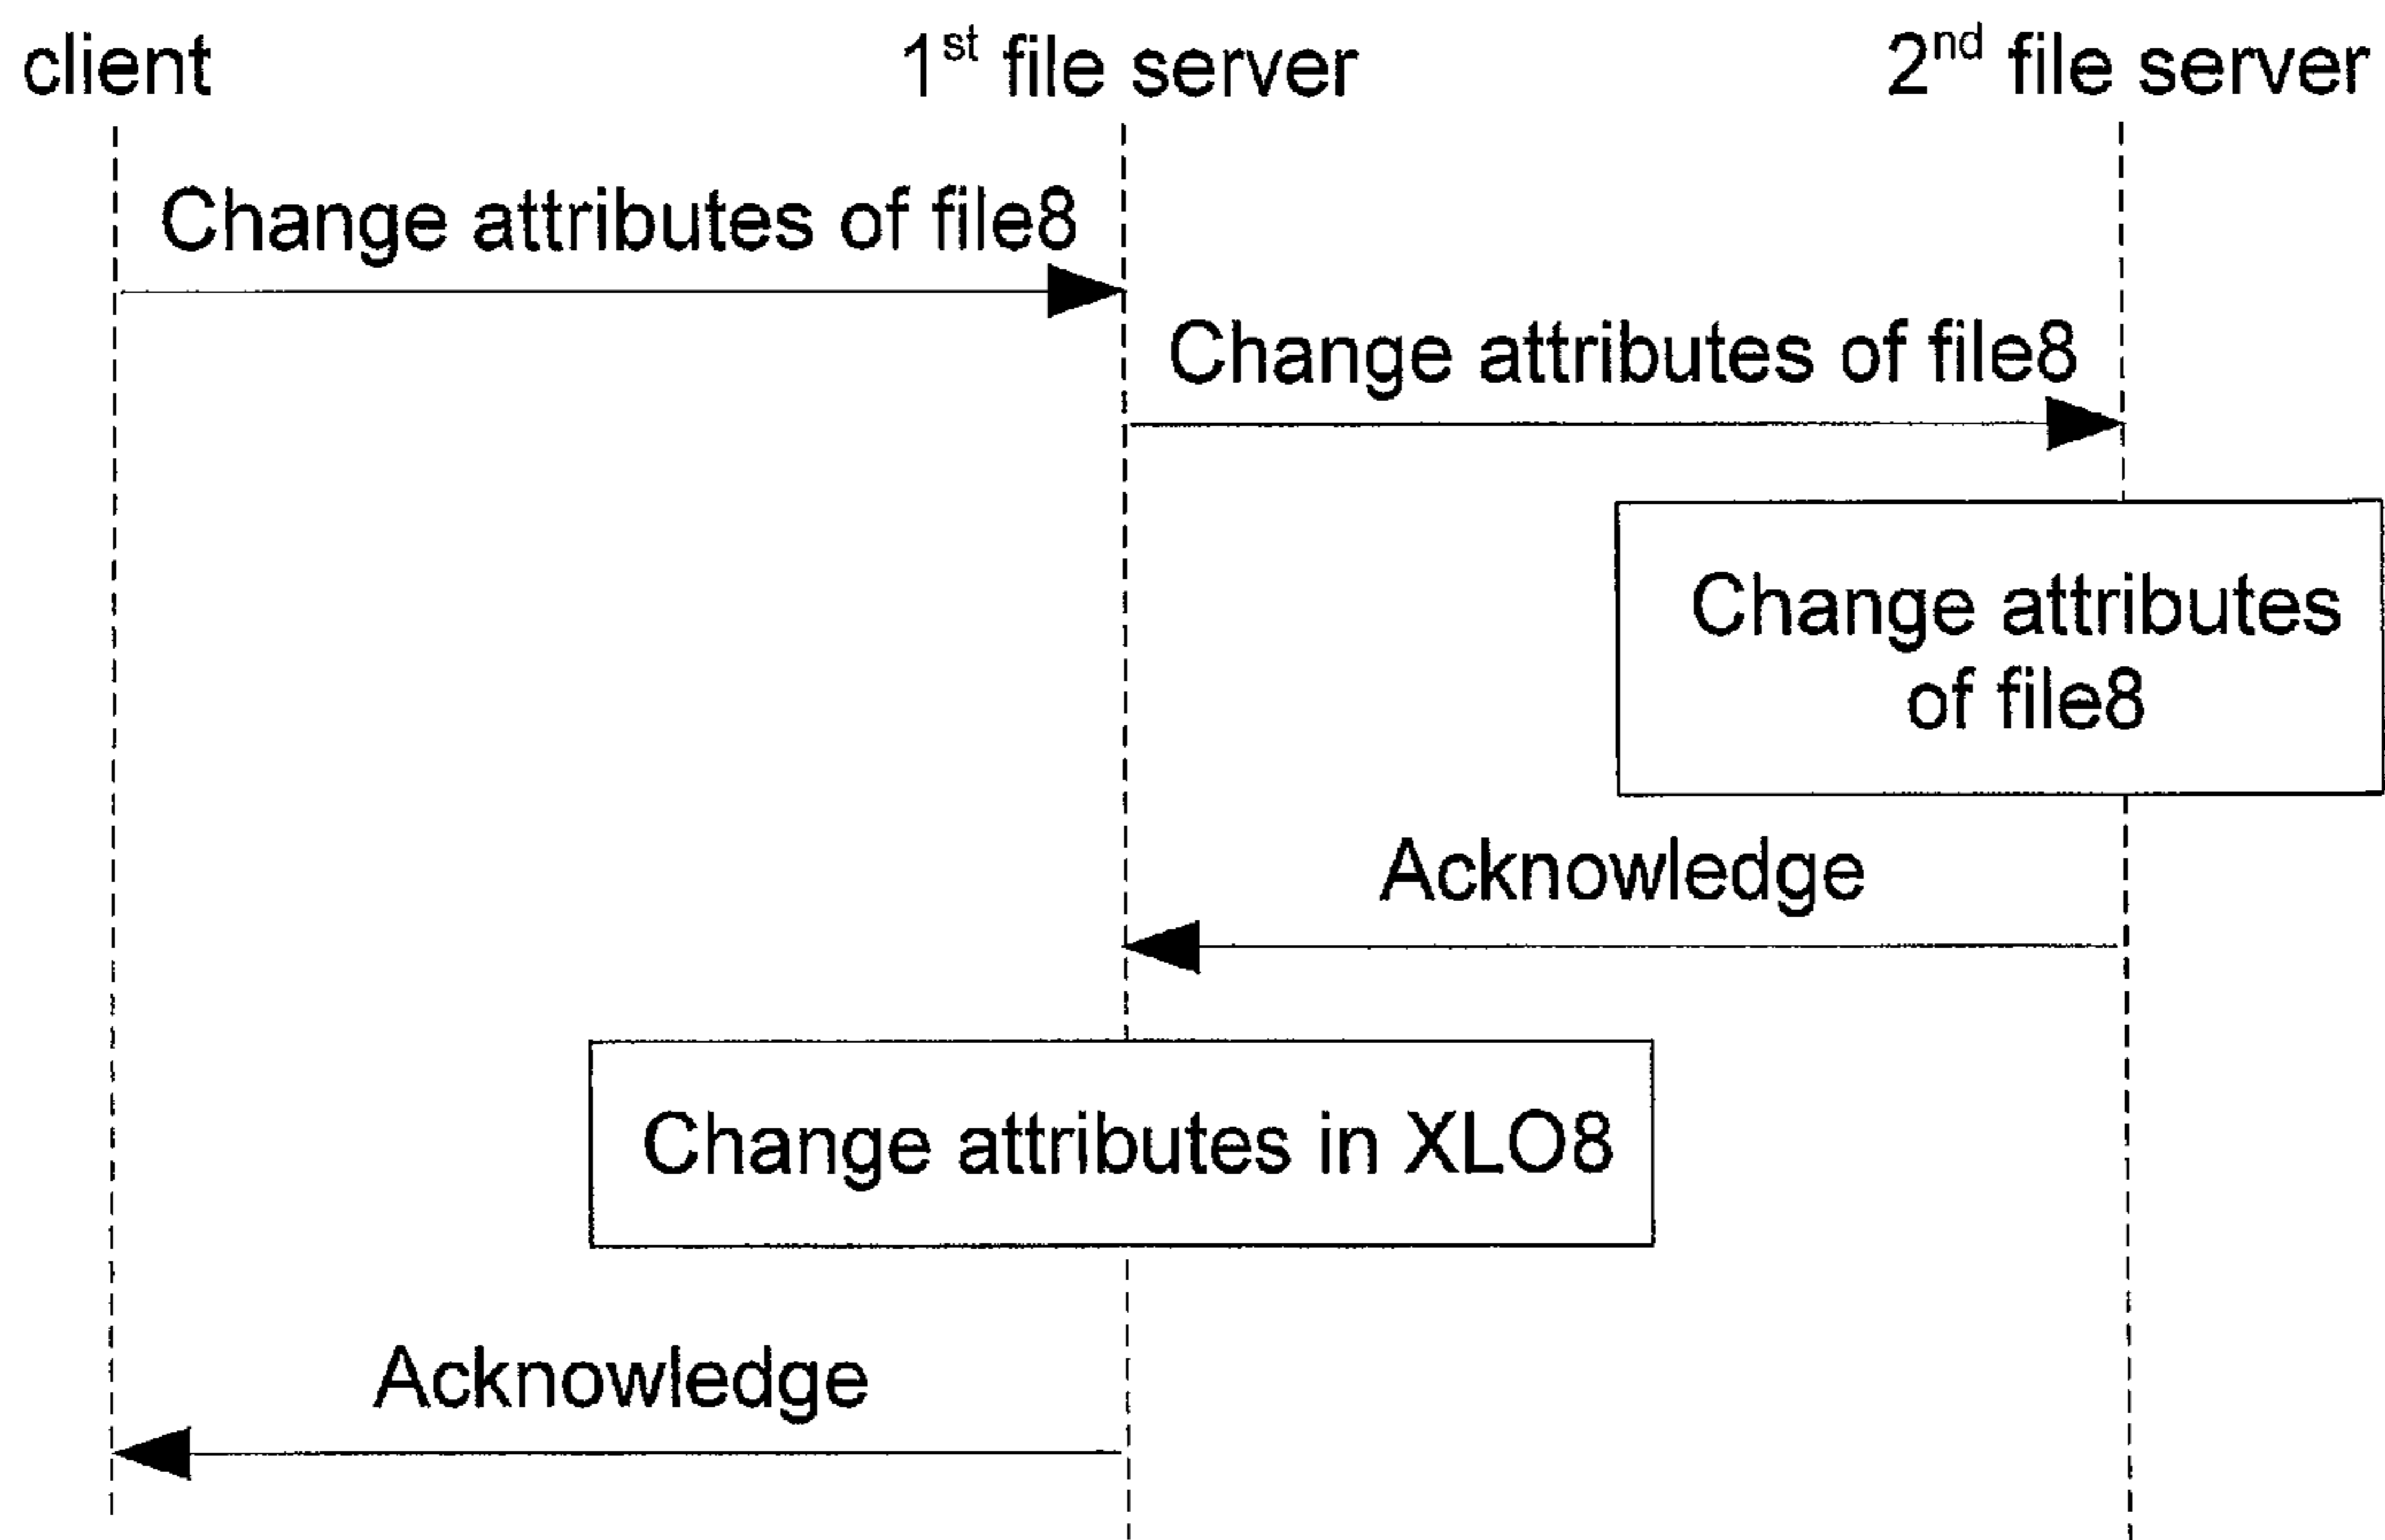 client
1st file server
2nd file server
Change attributes of file8
Change attributes of file8
Change attributes
of file8
Acknowledge
Change attributes in XLO8
Acknowledge